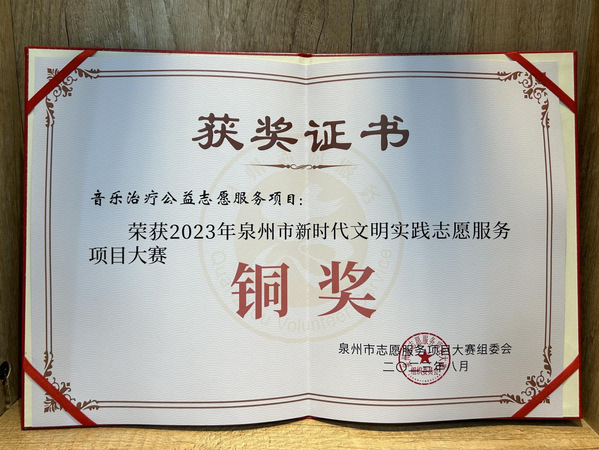 获奖证书
音乐治疗公益志愿服务项目：
荣获2023年泉州市新时代文明实践志愿服务
项目大赛
铜奖
泉州市志愿服务项目大赛组委会
二〇二三年八月